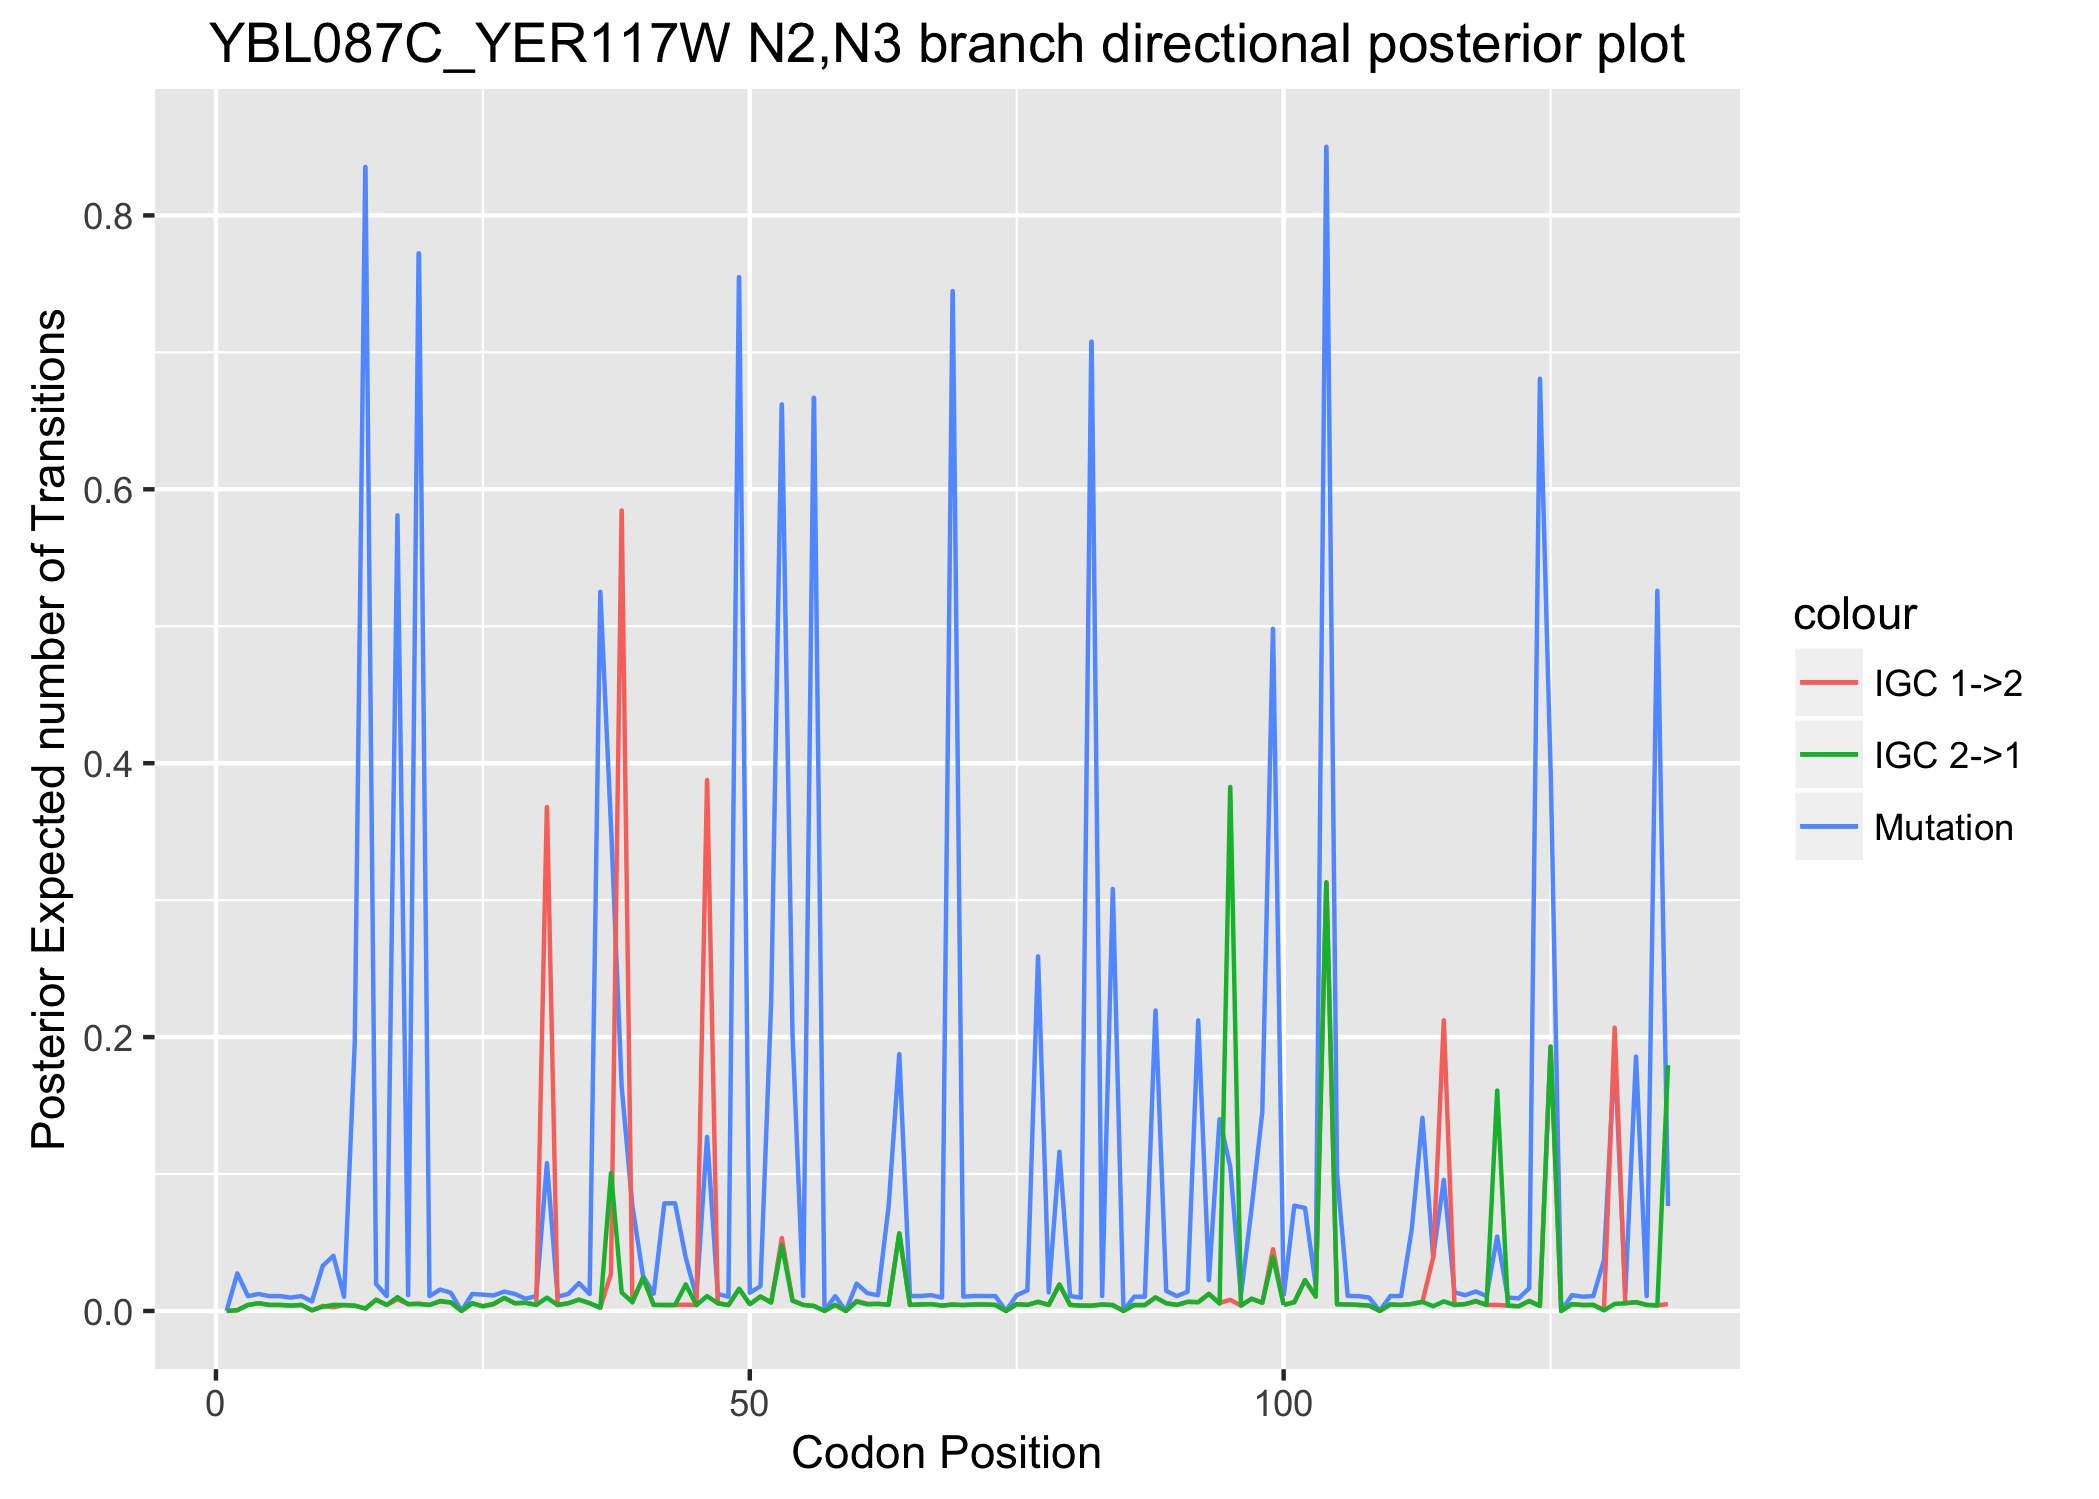 YBL087C_YER117W N2,N3 branch directional posterior plot
Posterior Expected number of Transitions
0.8
0.6
0.4
0.2
0.0
0
50
100
Codon Position
colour
IGC 1->2
IGC 2->1
Mutation